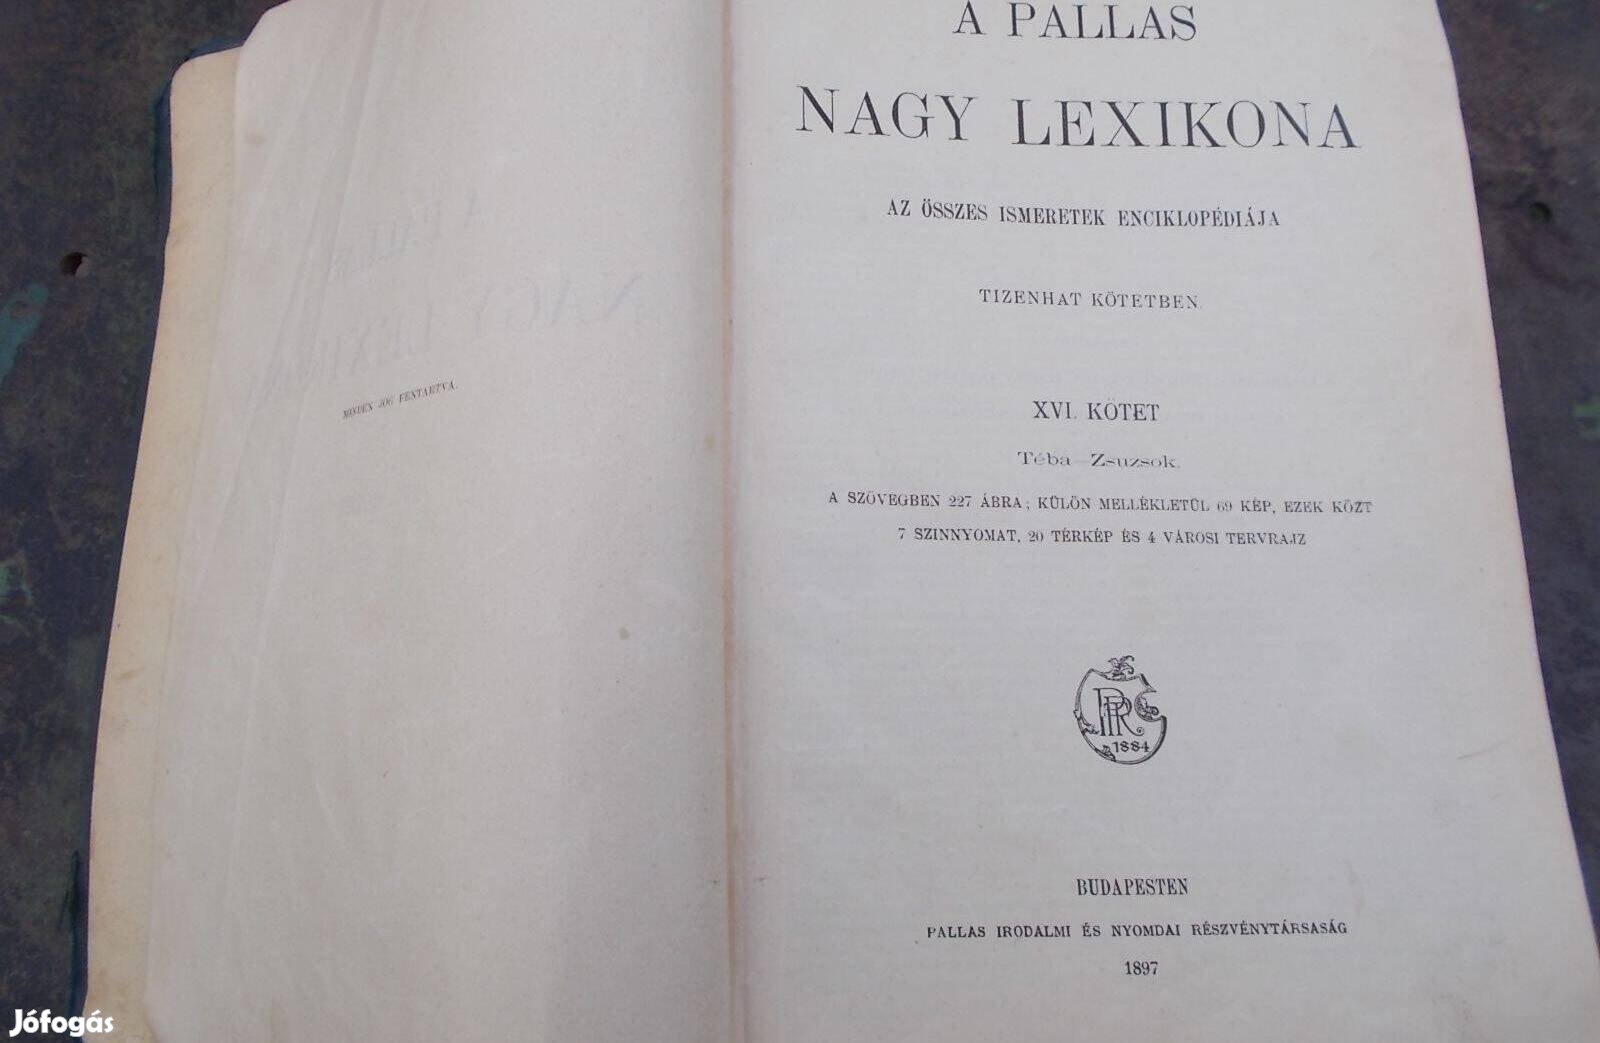 MINDEN JOG FENTARTVA.
A PALLAS
NAGY LEXIKONA
AZ ÖSSZES ISMERETEK ENCIKLOPÉDIÁJA
TIZENHAT KÖTETBEN.
XVI. KÖTET
Téba—Zsuzsok.
A SZÖVEGBEN 227 ÁBRA; KÜLÖN MELLÉKLETÜL 69 KÉP, EZEK KÖZT
7 SZINNYOMAT, 20 TÉRKÉP ÉS 4 VÁROSI TERVRAJZ
PIRC
1884
BUDAPESTEN
PALLAS IRODALMI ÉS NYOMDAI RÉSZVÉNYTÁRSASÁG
1897
Jófogás